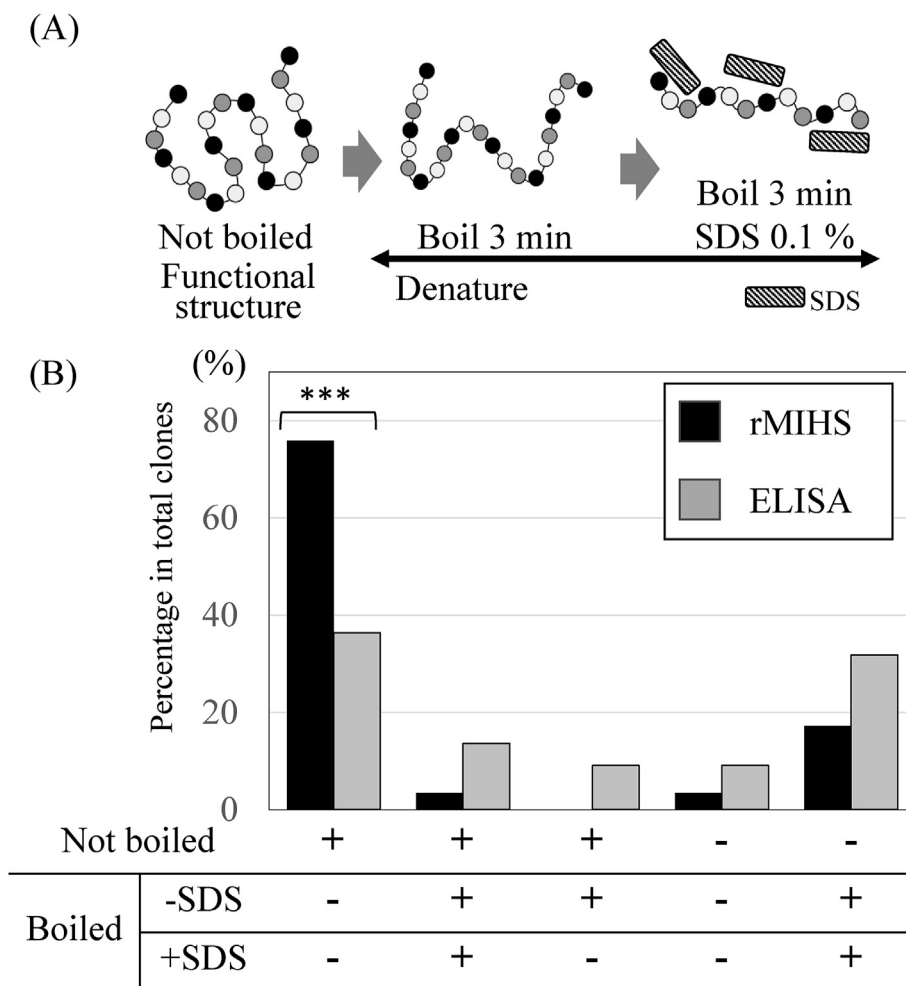 (A)
Not boiled
Functional
structure
Boil 3 min
Boil 3 min
SDS 0.1 %
Denature
SDS
(B)
(%)
***
rMIHS
ELISA
Percentage in total clones
80
60
40
20
0
Not boiled + + + - -
Boiled
-SDS - + + - +
+SDS - + - - +